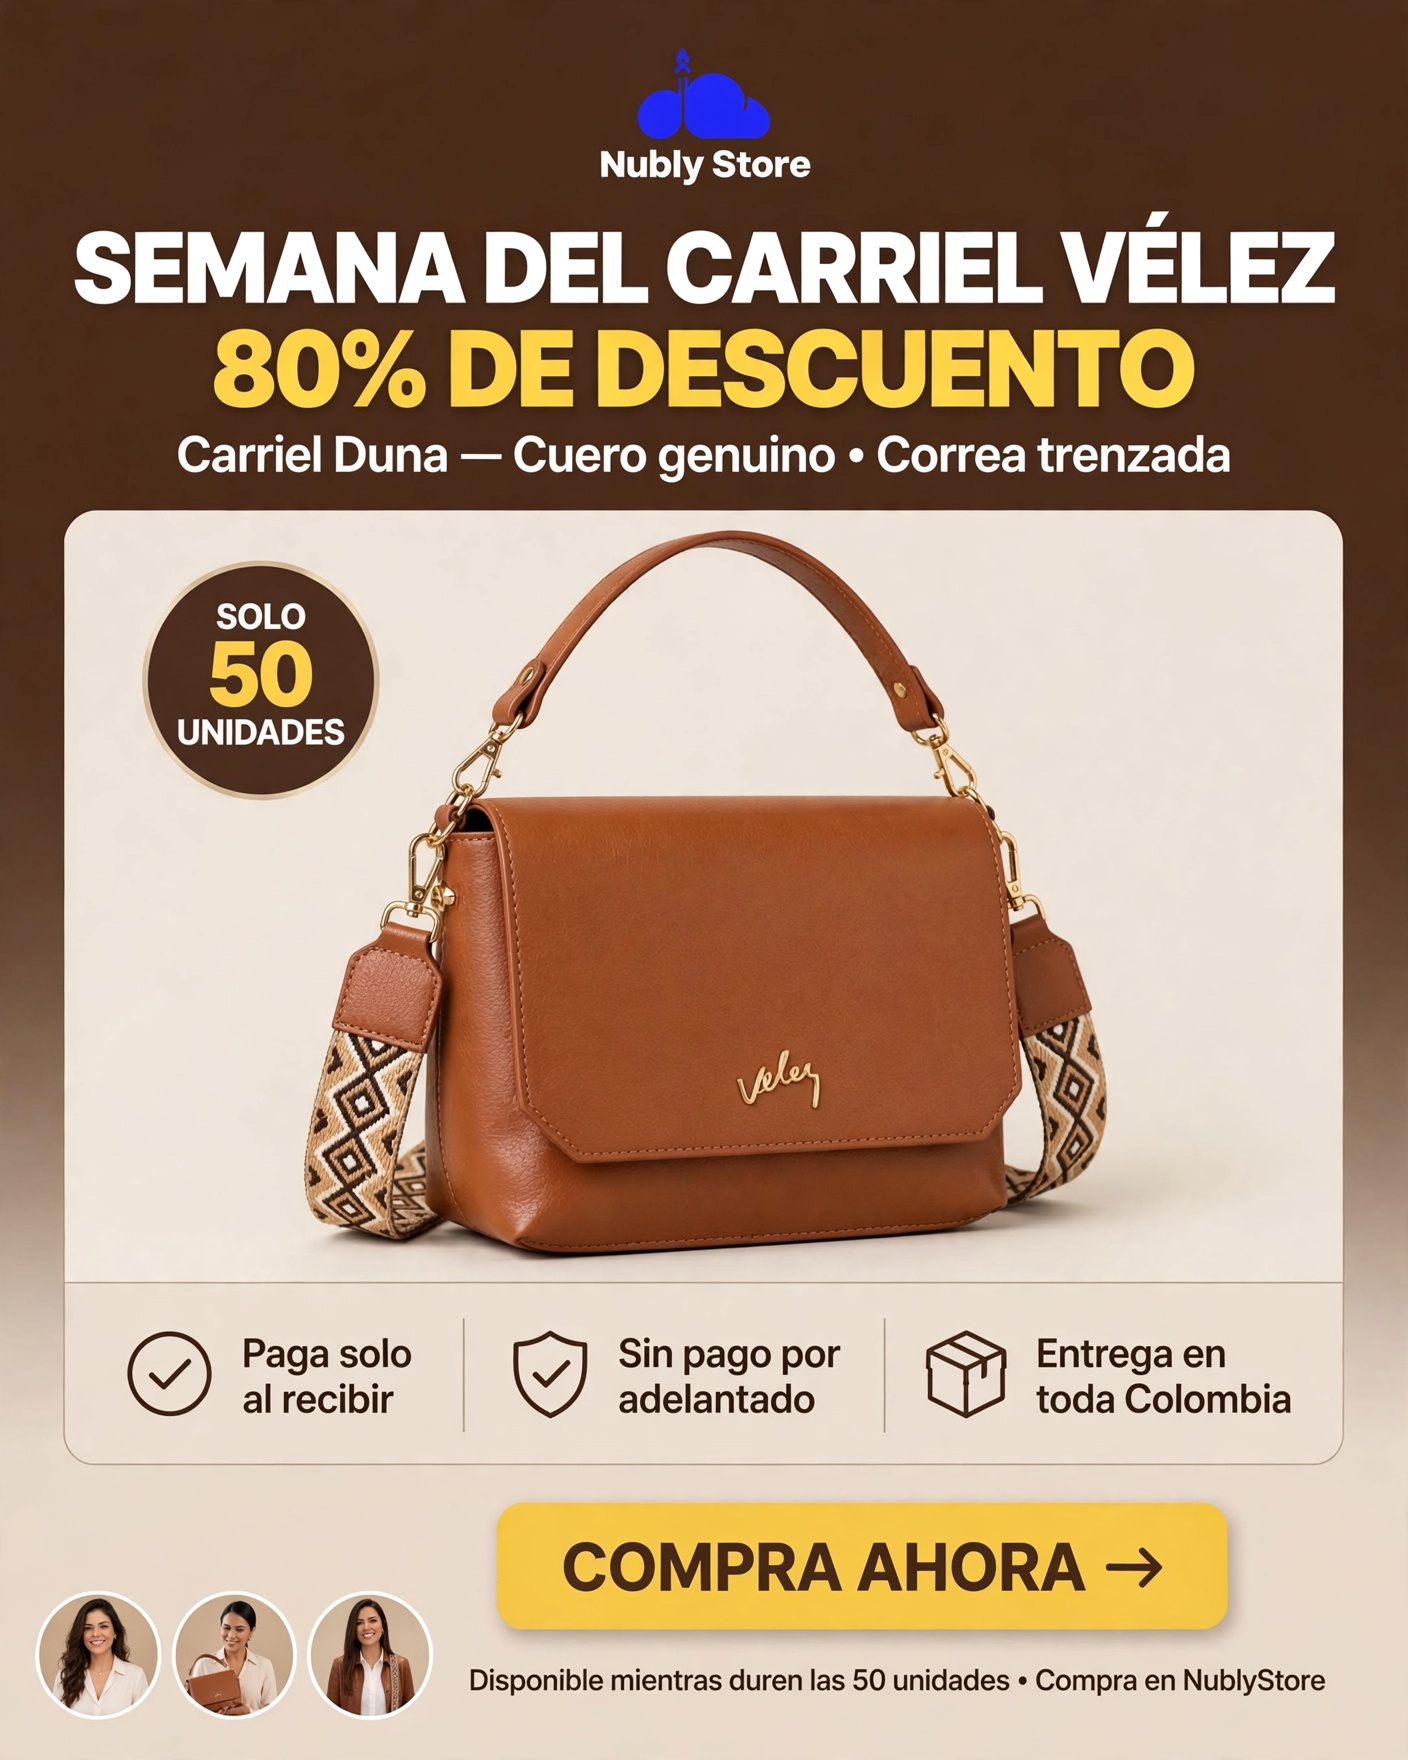 Nubly Store
SEMANA DEL CARRIEL VÉLEZ
80% DE DESCUENTO
Carriel Duna — Cuero genuino • Correa trenzada
SOLO
50
UNIDADES
velez
Paga solo
al recibir
Sin pago por
adelantado
Entrega en
toda Colombia
COMPRA AHORA →
Disponible mientras duren las 50 unidades • Compra en NublyStore